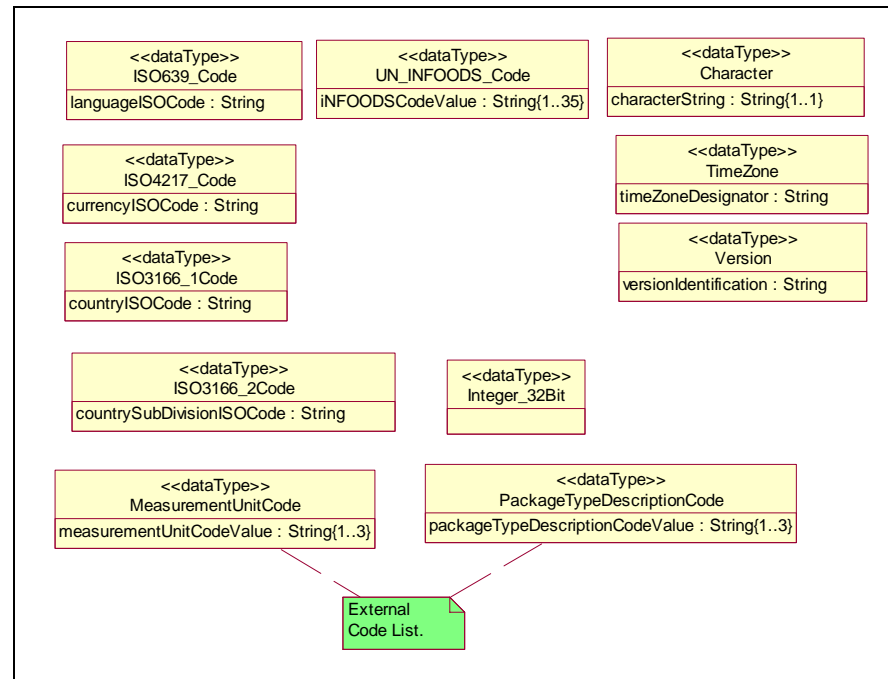 <<dataType>>
ISO639_Code
languageISOCode : String
<<dataType>>
UN_INFOODS_Code
iNFOODSCodeValue : String{1..35}
<<dataType>>
Character
characterString : String{1..1}
<<dataType>>
ISO4217_Code
currencyISOCode : String
<<dataType>>
TimeZone
timeZoneDesignator : String
<<dataType>>
Version
versionIdentification : String
<<dataType>>
ISO3166_1Code
countryISOCode : String
<<dataType>>
ISO3166_2Code
countrySubDivisionISOCode : String
<<dataType>>
Integer_32Bit
<<dataType>>
MeasurementUnitCode
measurementUnitCodeValue : String{1..3}
<<dataType>>
PackageTypeDescriptionCode
packageTypeDescriptionCodeValue : String{1..3}
External
Code List.